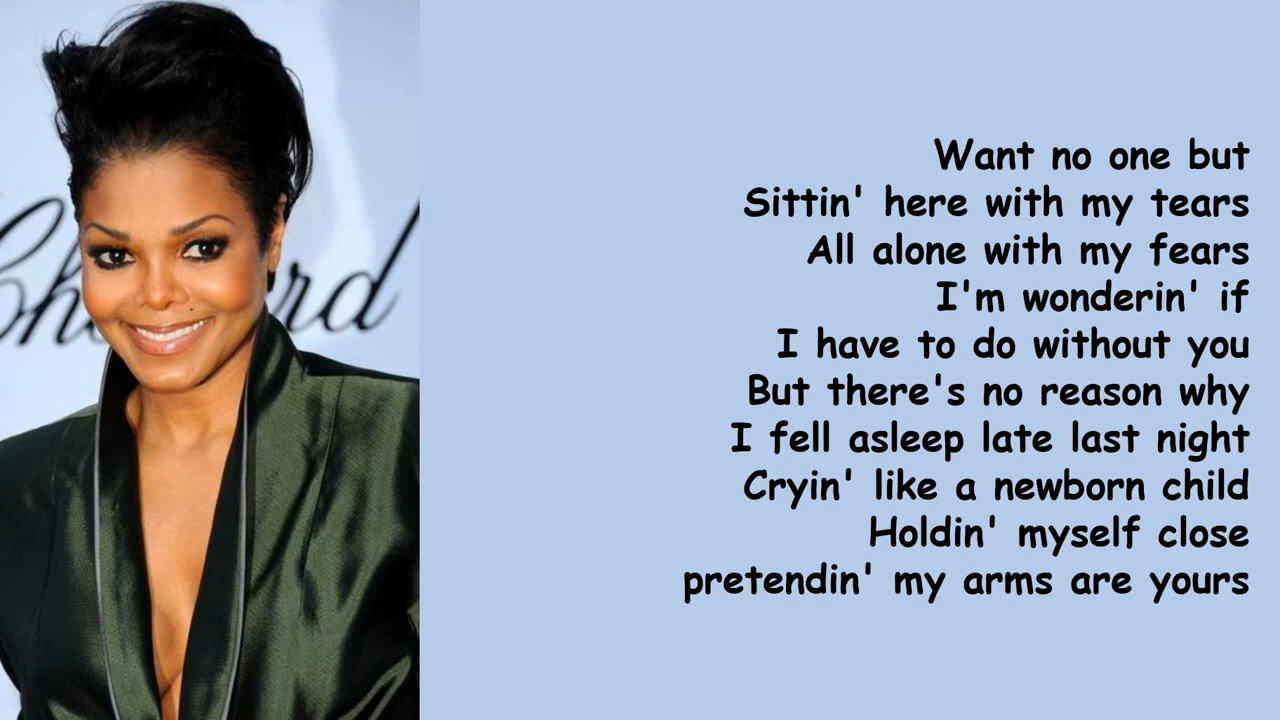 Want no one but
Sittin' here with my tears
All alone with my fears
I'm wonderin' if
I have to do without you
But there's no reason why
I fell asleep late last night
Cryin' like a newborn child
Holdin' myself close
pretendin' my arms are yours